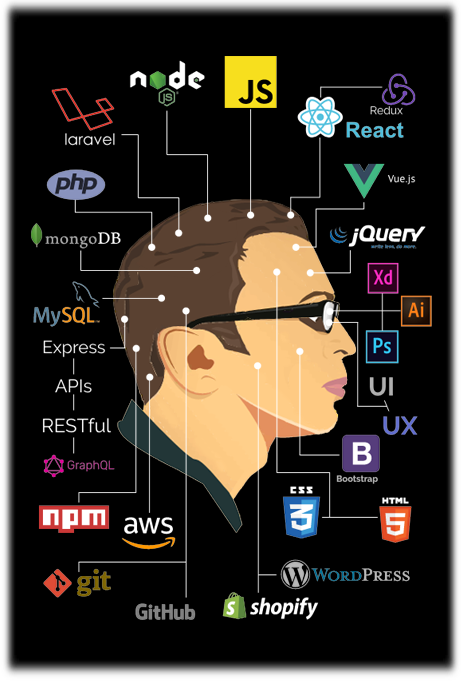 node
JS
JS
Redux
React
laravel
php
Vue.js
mongoDB
jQuery
write less, do more.
Xd
MySQL
Ai
Express
Ps
APIs
UI
RESTful
UX
GraphQL
B
Bootstrap
npm
aws
CSS
3
HTML
5
git
WORDPRESS
GitHub
shopify